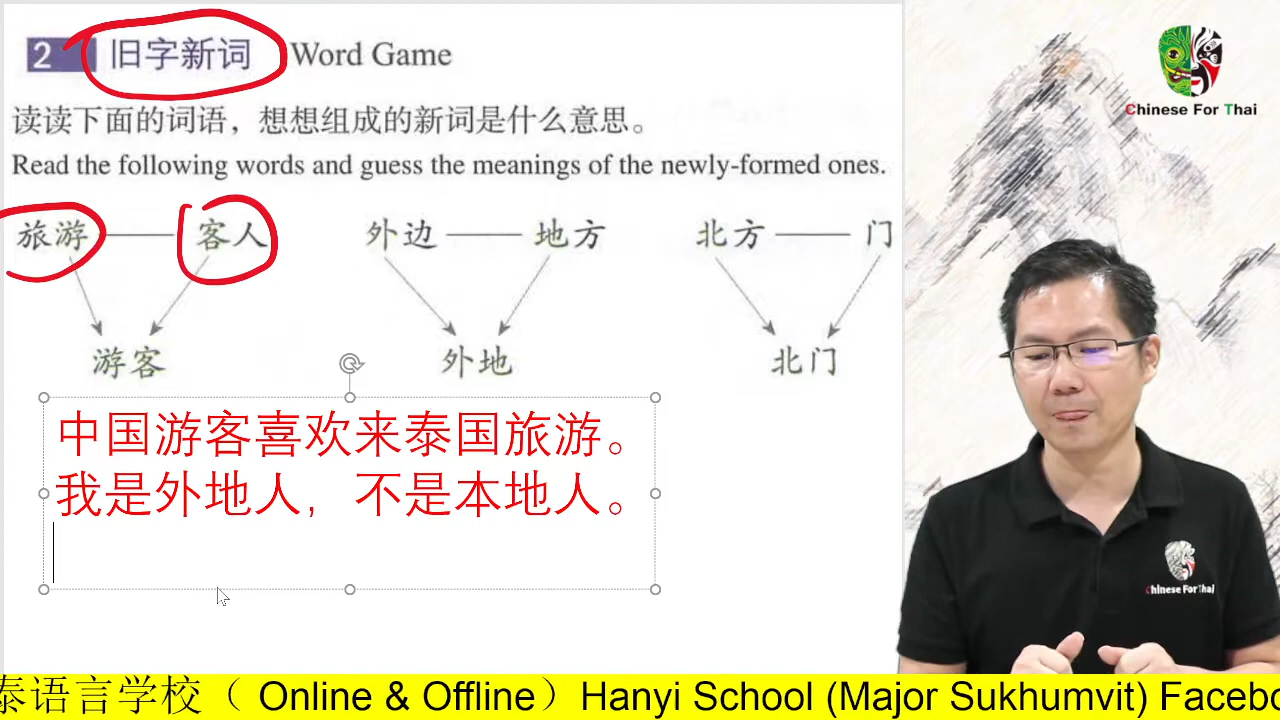 2 旧字新词 Word Game
读读下面的词语，想想组成的新词是什么意思。
Read the following words and guess the meanings of the newly-formed ones.
旅游 客人 外边 地方 北方 门
游客 外地 北门
中国游客喜欢来泰国旅游。
我是外地人，不是本地人。
Chinese For Thai
Chinese For Thai
泰语言学校（ Online & Offline）Hanyi School (Major Sukhumvit) Facebo